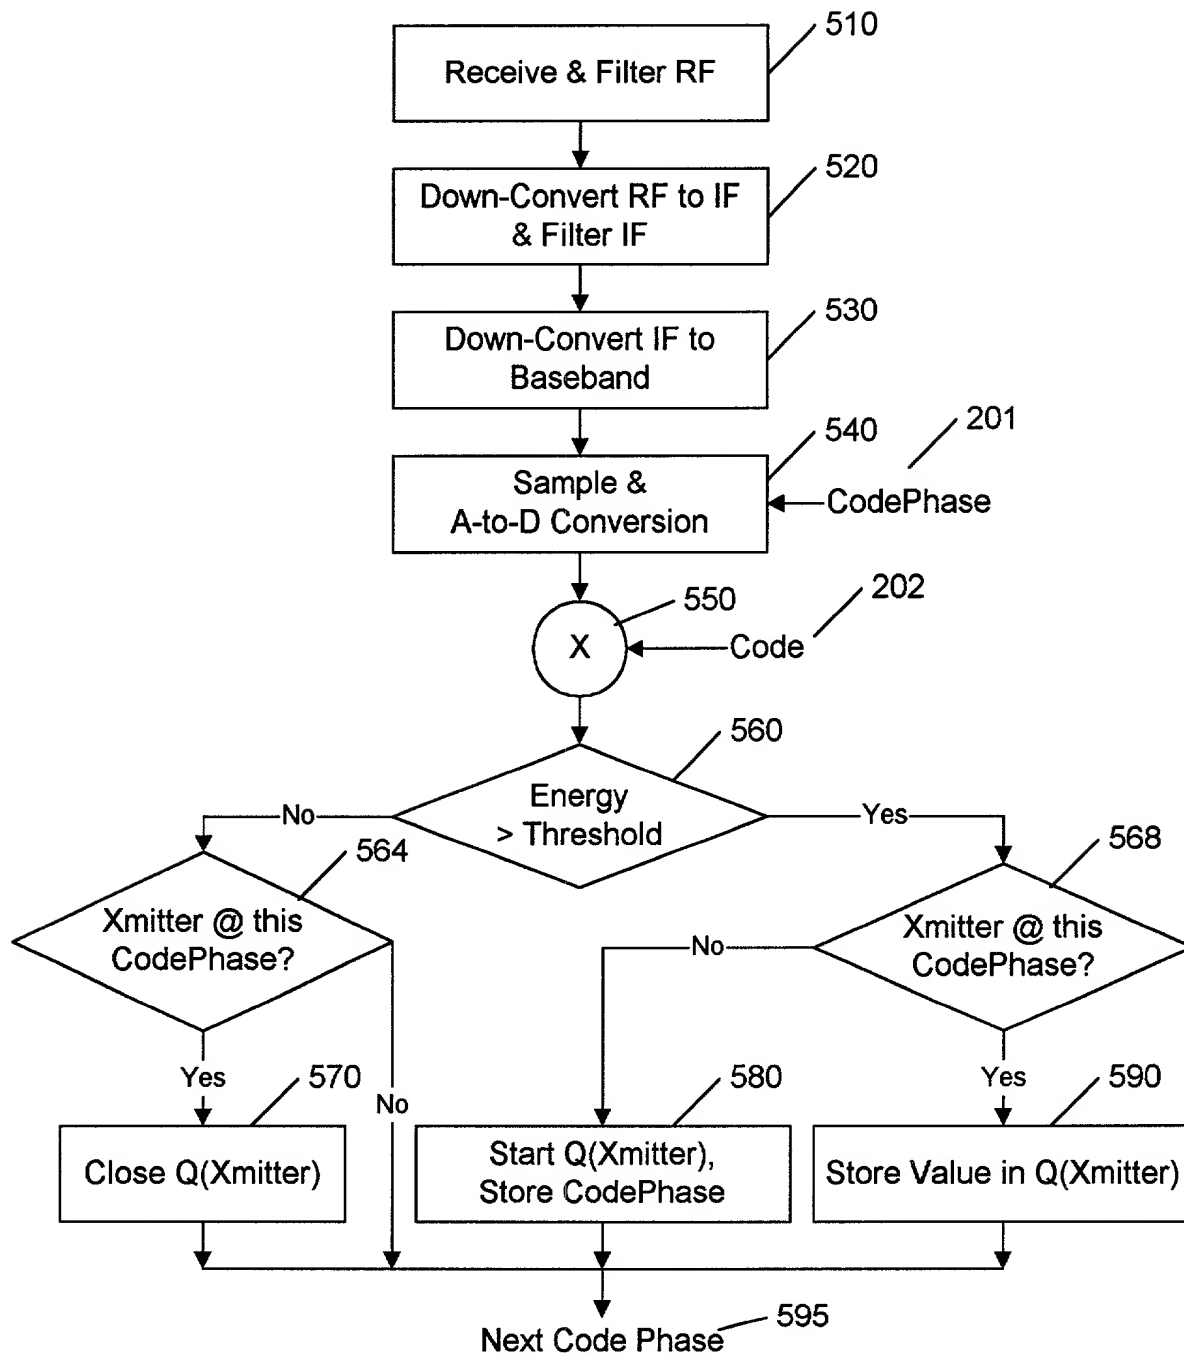 510
Receive & Filter RF
520
Down-Convert RF to IF
& Filter IF
530
Down-Convert IF to
Baseband
540
201
Sample &
A-to-D Conversion
CodePhase
550
202
X
Code
560
Energy
> Threshold
No
Yes
564
568
Xmitter @ this
CodePhase?
Xmitter @ this
CodePhase?
No
Yes
570
No
580
Yes
590
Close Q(Xmitter)
Start Q(Xmitter),
Store CodePhase
Store Value in Q(Xmitter)
Next Code Phase
595